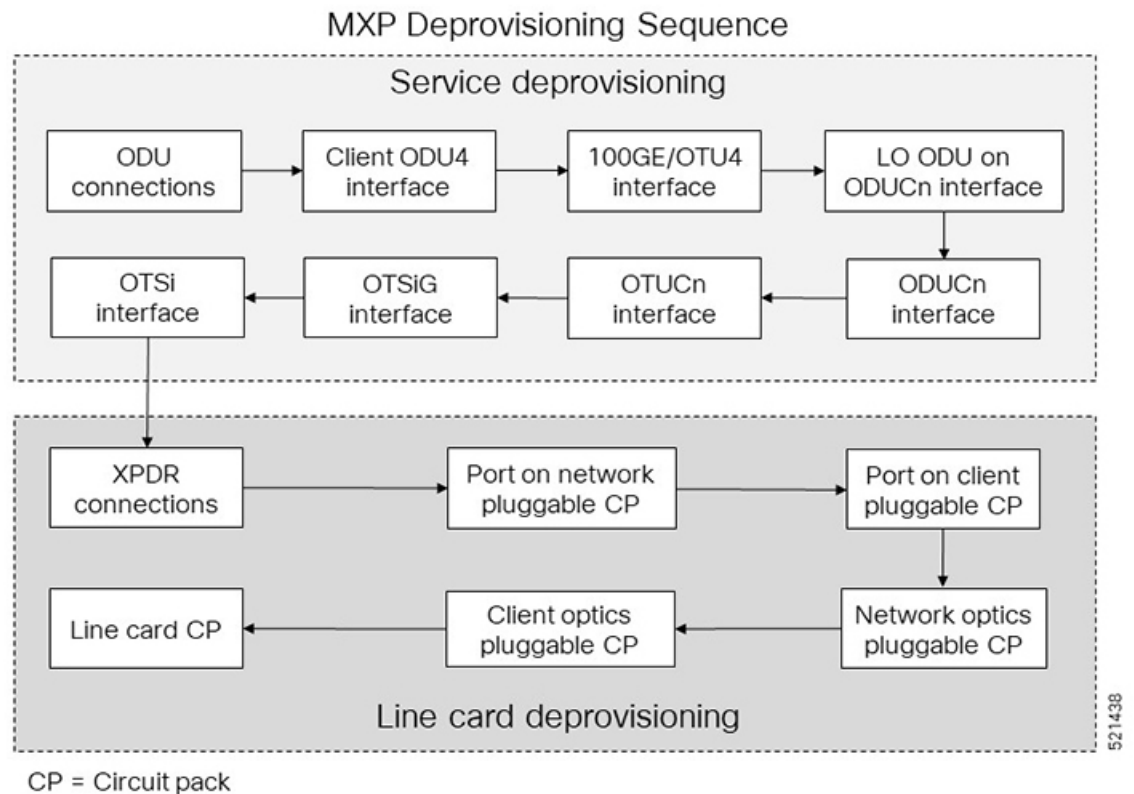 MXP Deprovisioning Sequence
Service deprovisioning
ODU
connections
Client ODU4
interface
100GE/OTU4
interface
LO ODU on
ODUCn interface
OTSi
interface
OTSiG
interface
OTUCn
interface
ODUCn
interface
XPDR
connections
Port on network
pluggable CP
Port on client
pluggable CP
Line card CP
Client optics
pluggable CP
Network optics
pluggable CP
Line card deprovisioning
521438
CP = Circuit pack